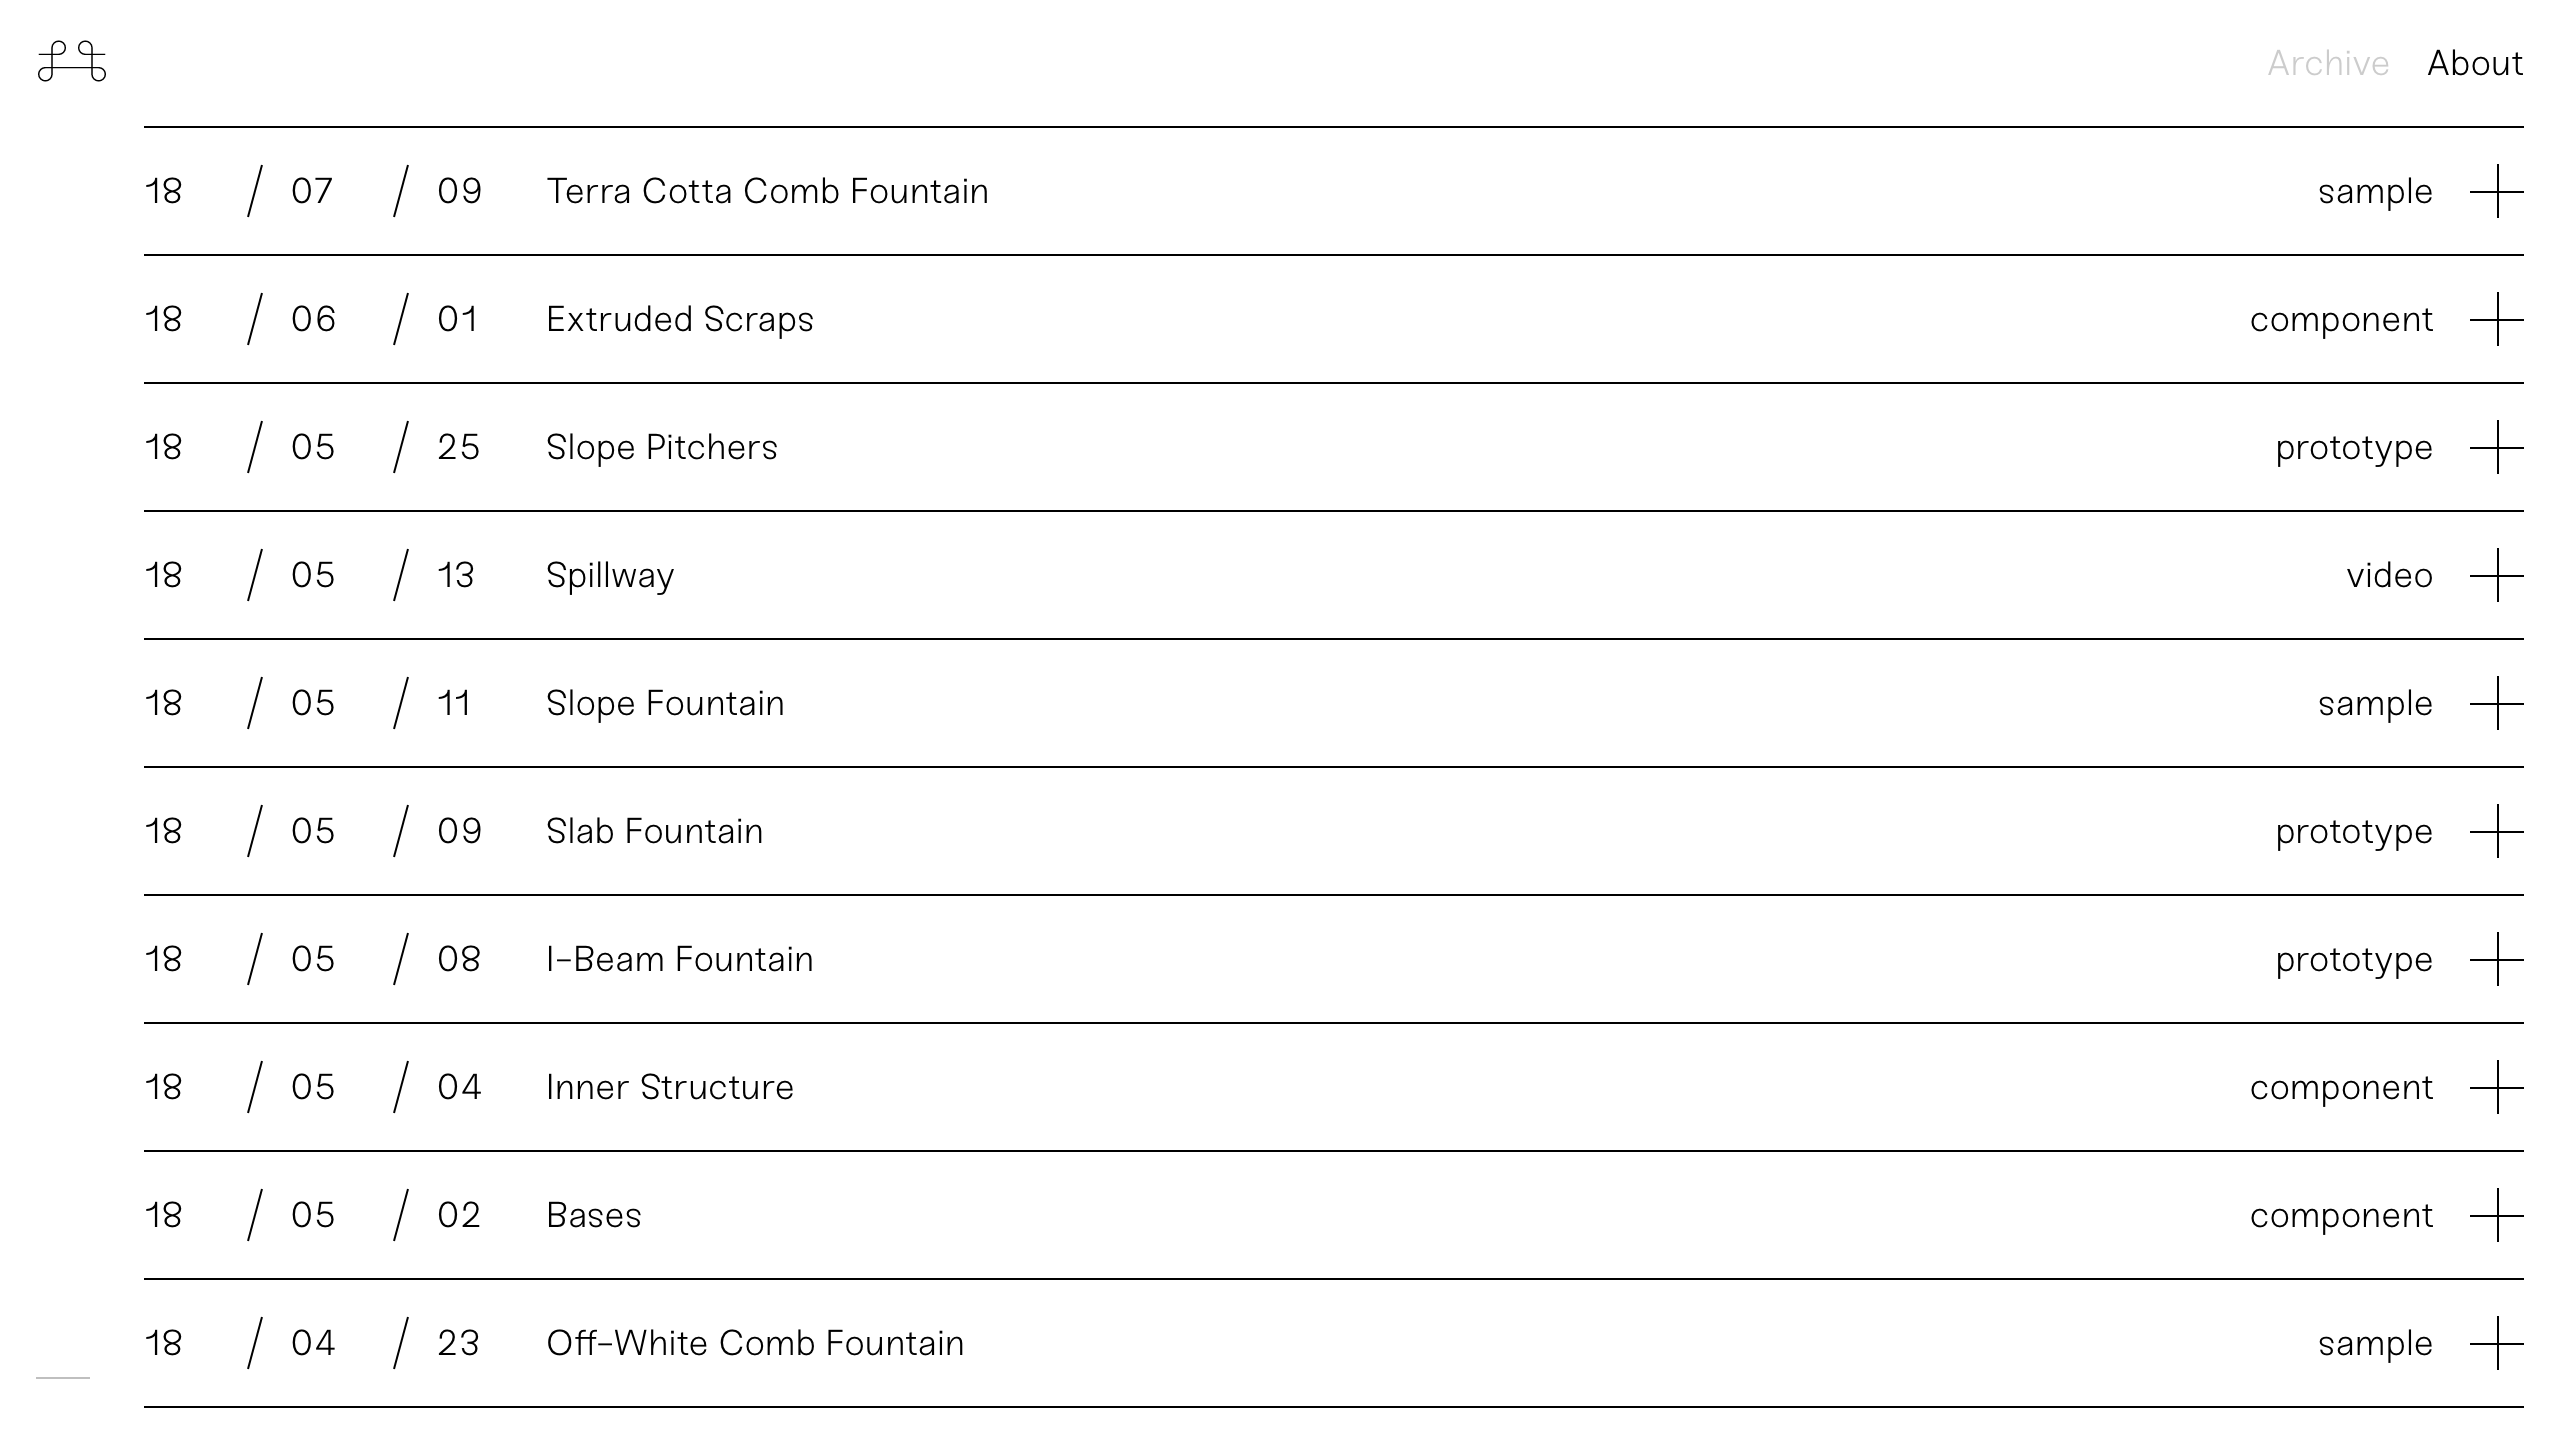 Archive About
18 / 07 / 09 Terra Cotta Comb Fountain sample
18 / 06 / 01 Extruded Scraps component
18 / 05 / 25 Slope Pitchers prototype
18 / 05 / 13 Spillway video
18 / 05 / 11 Slope Fountain sample
18 / 05 / 09 Slab Fountain prototype
18 / 05 / 08 I-Beam Fountain prototype
18 / 05 / 04 Inner Structure component
18 / 05 / 02 Bases component
18 / 04 / 23 Off-White Comb Fountain sample